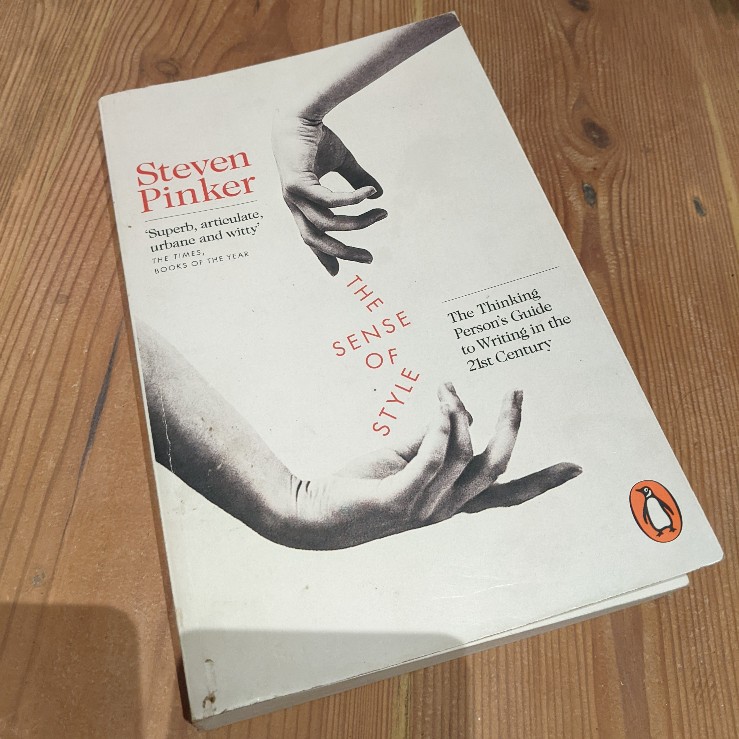 Steven
Pinker
‘Superb, articulate,
urbane and witty’
THE TIMES,
BOOKS OF THE YEAR
THE
SENSE
OF
STYLE
The Thinking
Person’s Guide
to Writing in the
21st Century